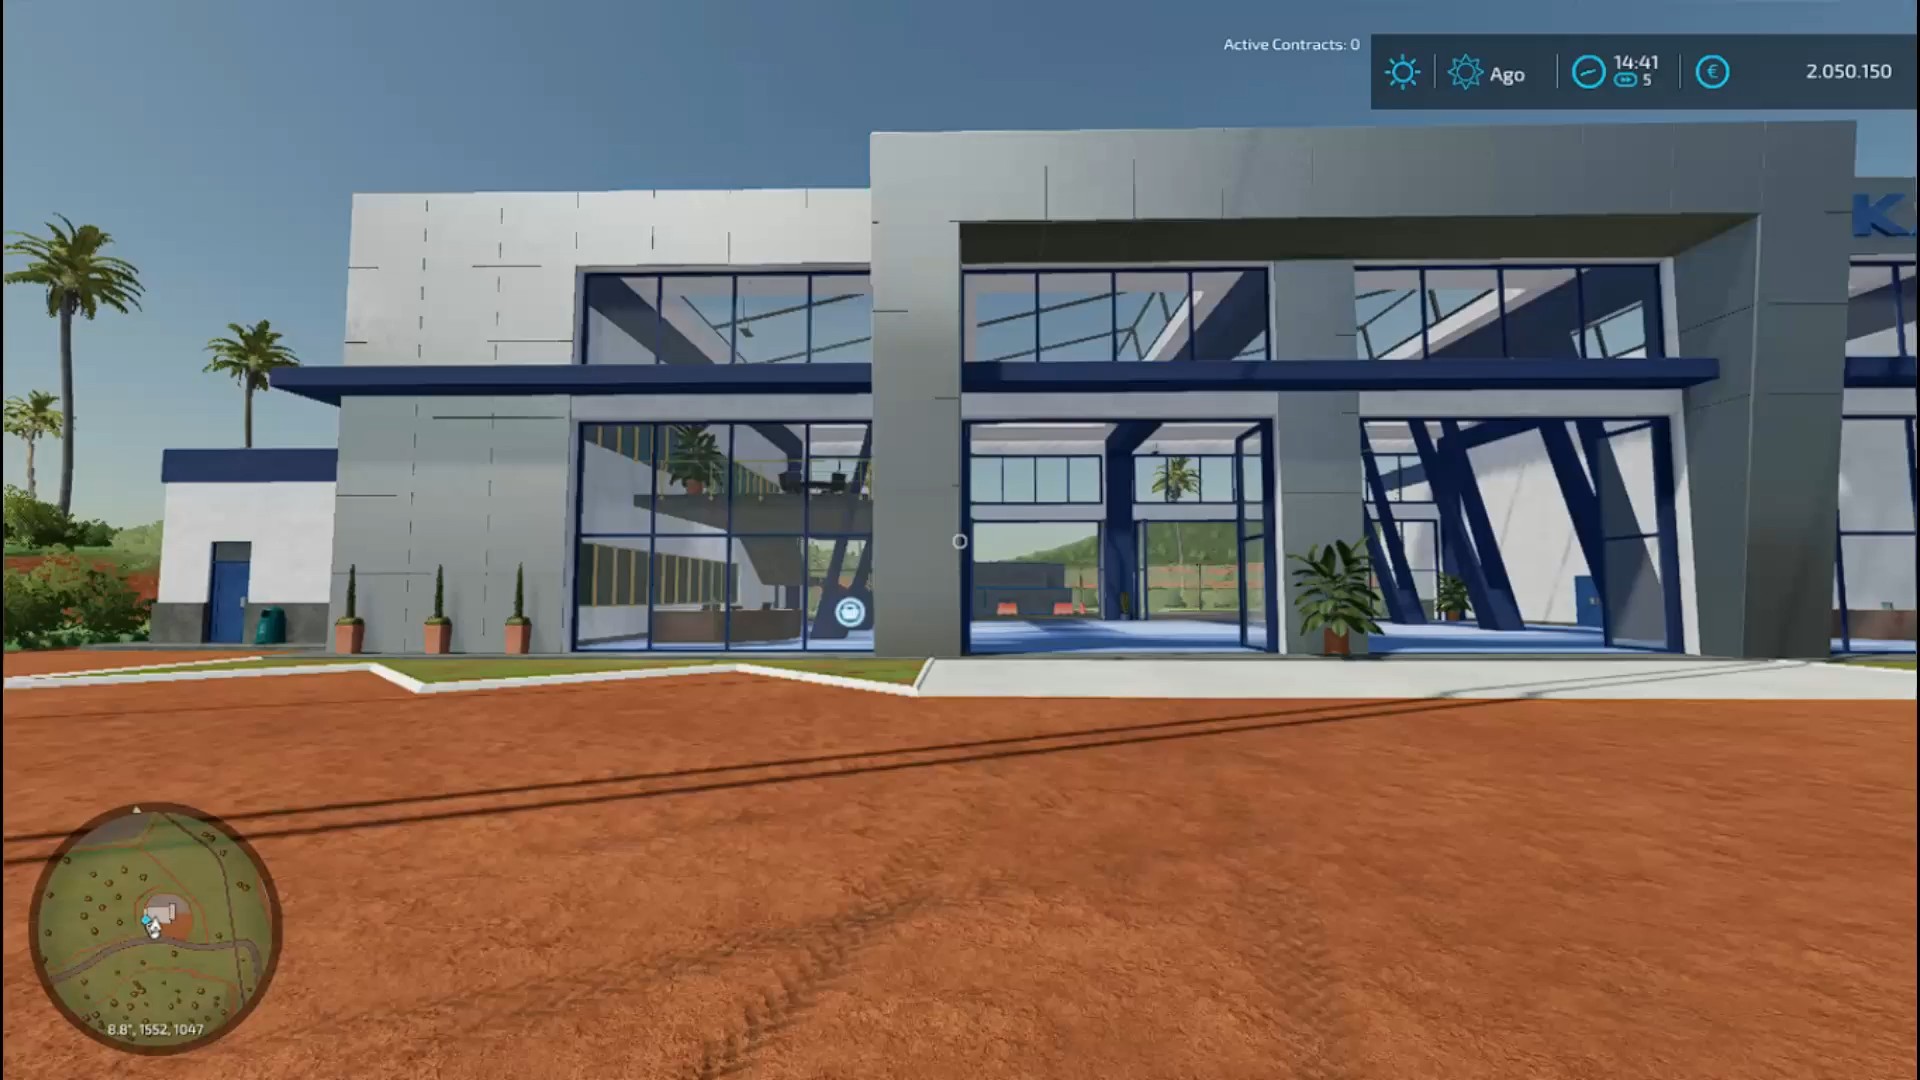 Active Contracts: 0
Ago
14:41
5
2.050.150
K
8.8°, 1552, 1047